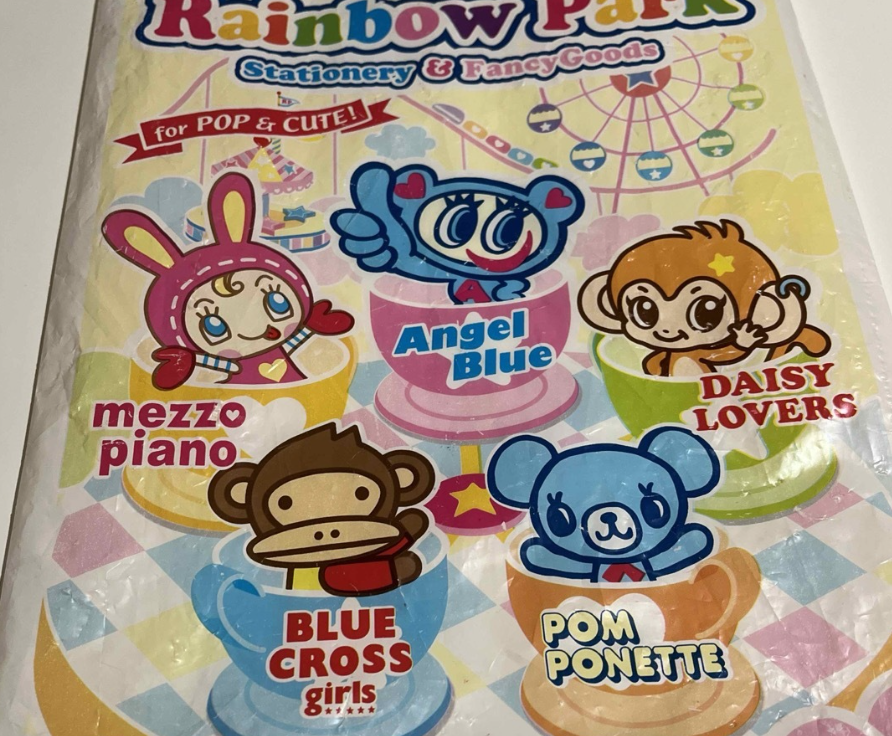 Rainbow Park
Stationery & FancyGoods
for POP & CUTE!
Angel
Blue
mezzo
piano
DAISY
LOVERS
BLUE
CROSS
girls
POM
PONETTE